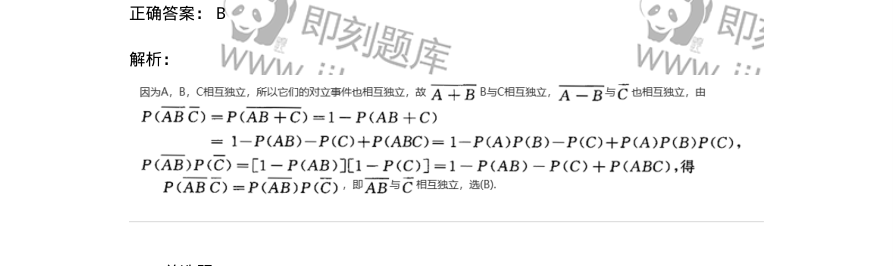 正确答案： B
即刻题库
即
解析：
www.ji
因为A，B，C相互独立，所以它们的对立事件也相互独立，故 \overline{A+B} B与C相互独立， \overline{A-B} 与 \overline{C} 也相互独立，由
P(\overline{AB}\,\overline{C})=P(\overline{AB+C})=1-P(AB+C)
=1-P(AB)-P(C)+P(ABC)=1-P(A)P(B)-P(C)+P(A)P(B)P(C)，
P(\overline{AB})P(\overline{C})=[1-P(AB)][1-P(C)]=1-P(AB)-P(C)+P(ABC)，得
P(\overline{AB}\,\overline{C})=P(\overline{AB})P(\overline{C})，即 \overline{AB} 与 \overline{C} 相互独立，选(B).